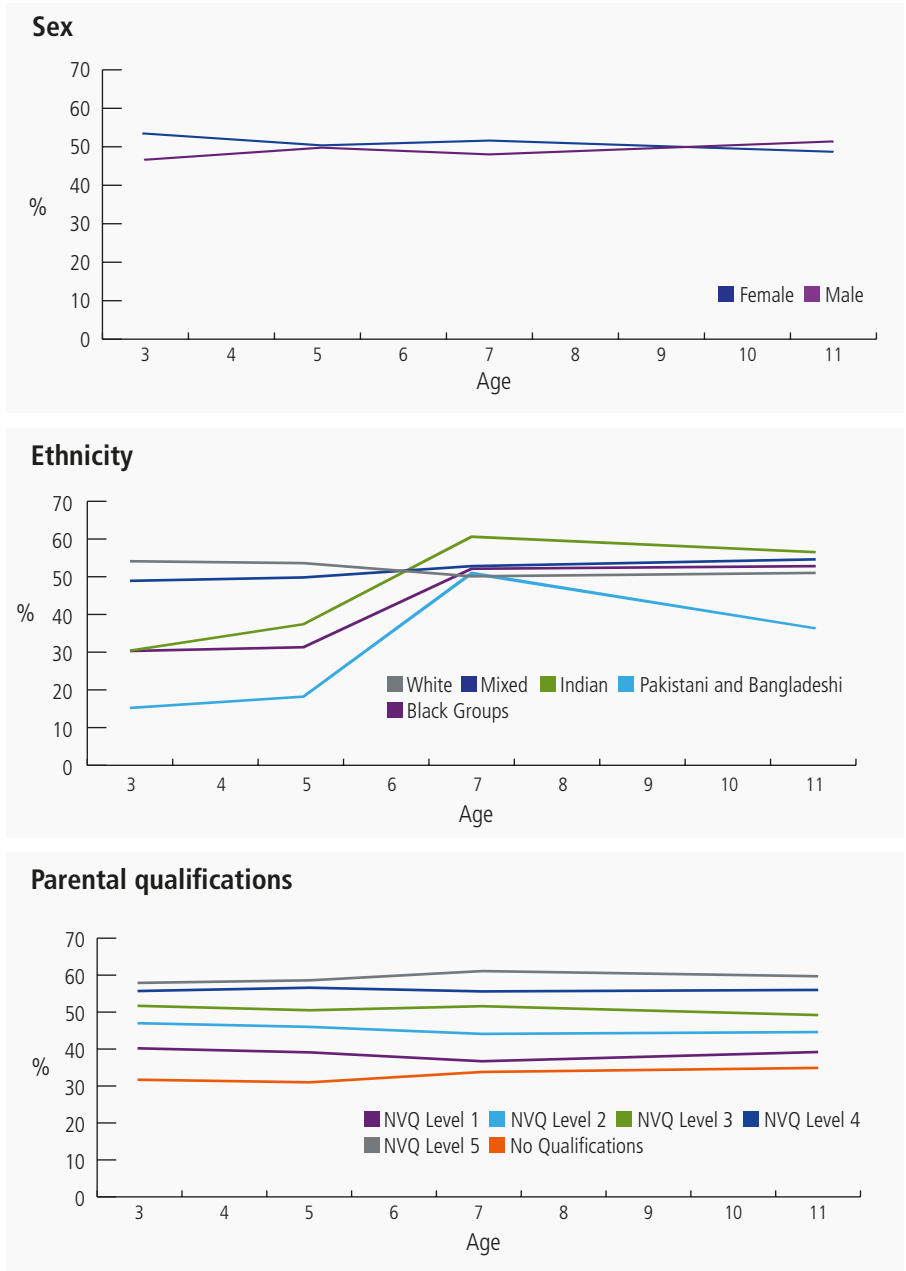 Sex
70
60
50
40
30
20
10
0
%
Female Male
3 4 5 6 7 8 9 10 11
Age
Ethnicity
70
60
50
40
30
20
10
0
%
White Mixed Indian Pakistani and Bangladeshi
Black Groups
3 4 5 6 7 8 9 10 11
Age
Parental qualifications
70
60
50
40
30
20
10
0
%
NVQ Level 1 NVQ Level 2 NVQ Level 3 NVQ Level 4
NVQ Level 5 No Qualifications
3 4 5 6 7 8 9 10 11
Age